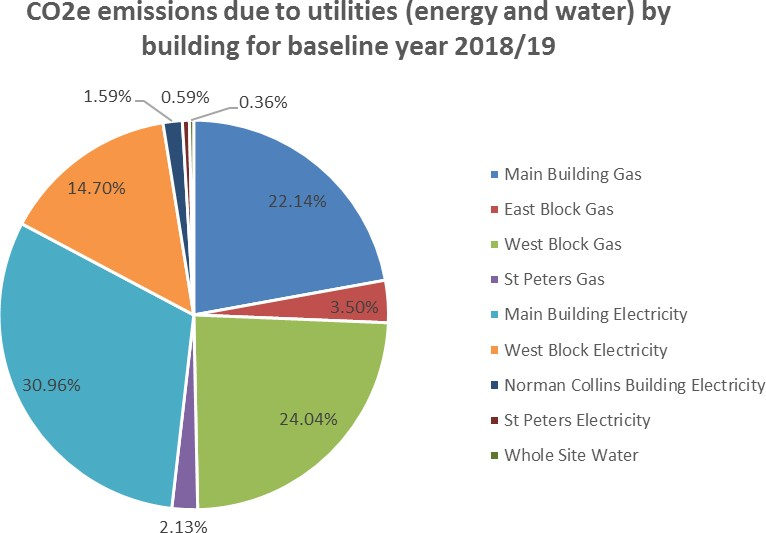 CO2e emissions due to utilities (energy and water) by
building for baseline year 2018/19
1.59%
0.59%
0.36%
14.70%
22.14%
3.50%
30.96%
24.04%
2.13%
Main Building Gas
East Block Gas
West Block Gas
St Peters Gas
Main Building Electricity
West Block Electricity
Norman Collins Building Electricity
St Peters Electricity
Whole Site Water